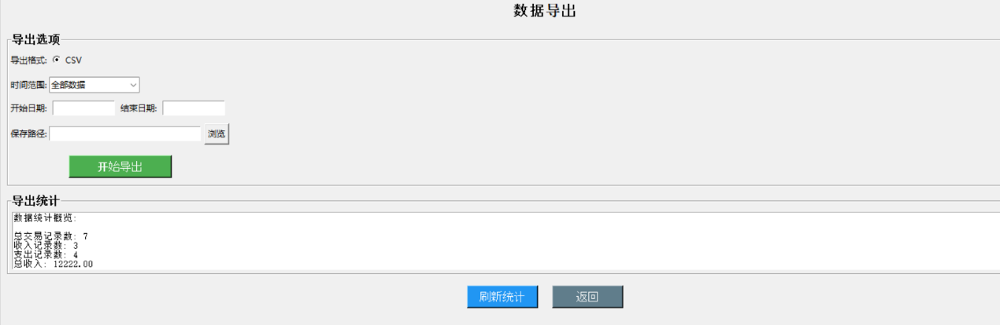 数据导出
导出选项
导出格式: CSV
时间范围: 全部数据
开始日期: 结束日期:
保存路径: 浏览
开始导出
导出统计
数据统计概览:
总交易记录数: 7
收入记录数: 3
支出记录数: 4
总收入: 12222.00
刷新统计 返回